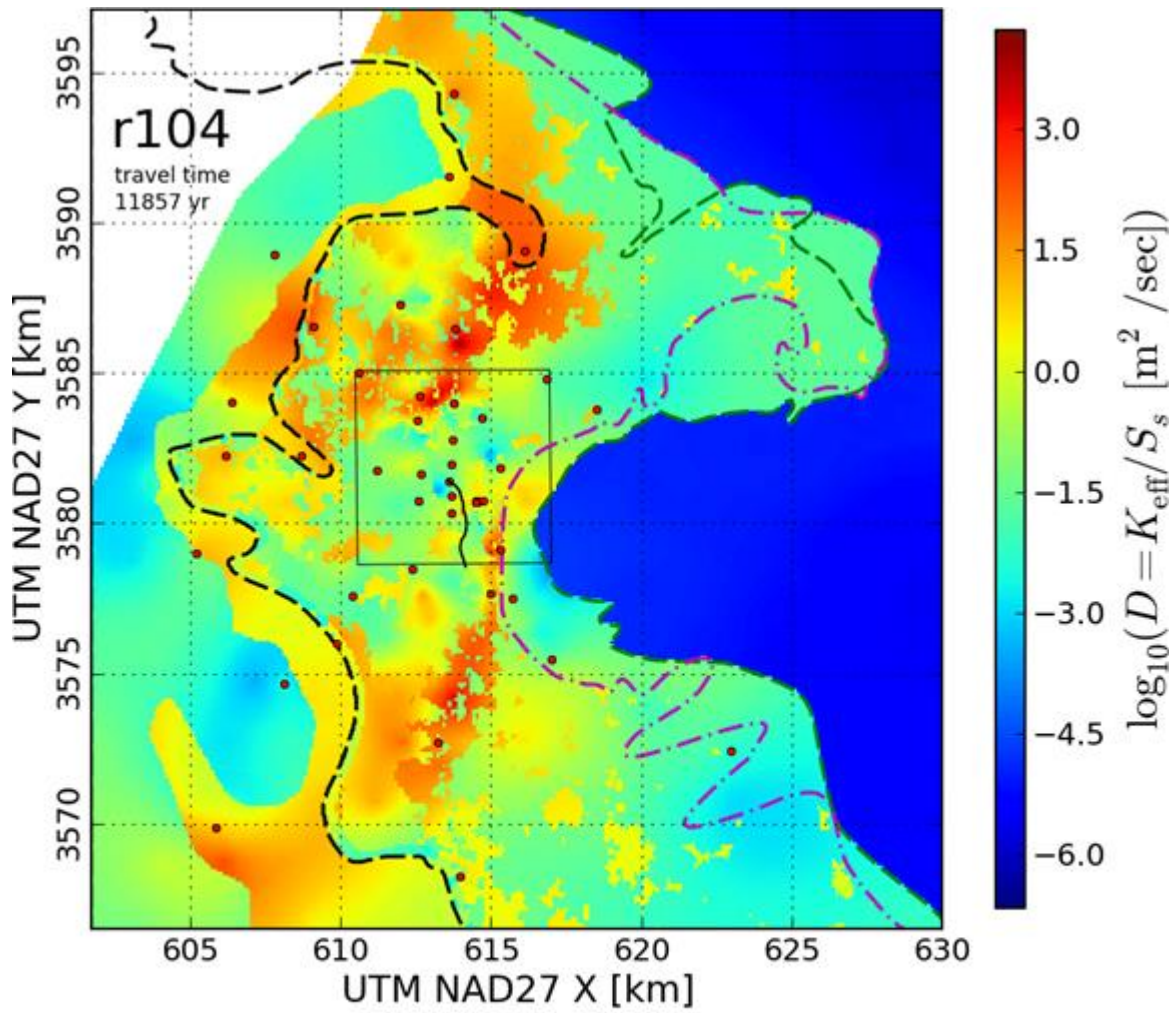 r104
travel time
11857 yr
3595
3590
3585
3580
3575
3570
UTM NAD27 Y [km]
605 610 615 620 625 630
UTM NAD27 X [km]
3.0
1.5
0.0
−1.5
−3.0
−4.5
−6.0
log₁₀(D = K_eff/S_s [m² /sec])